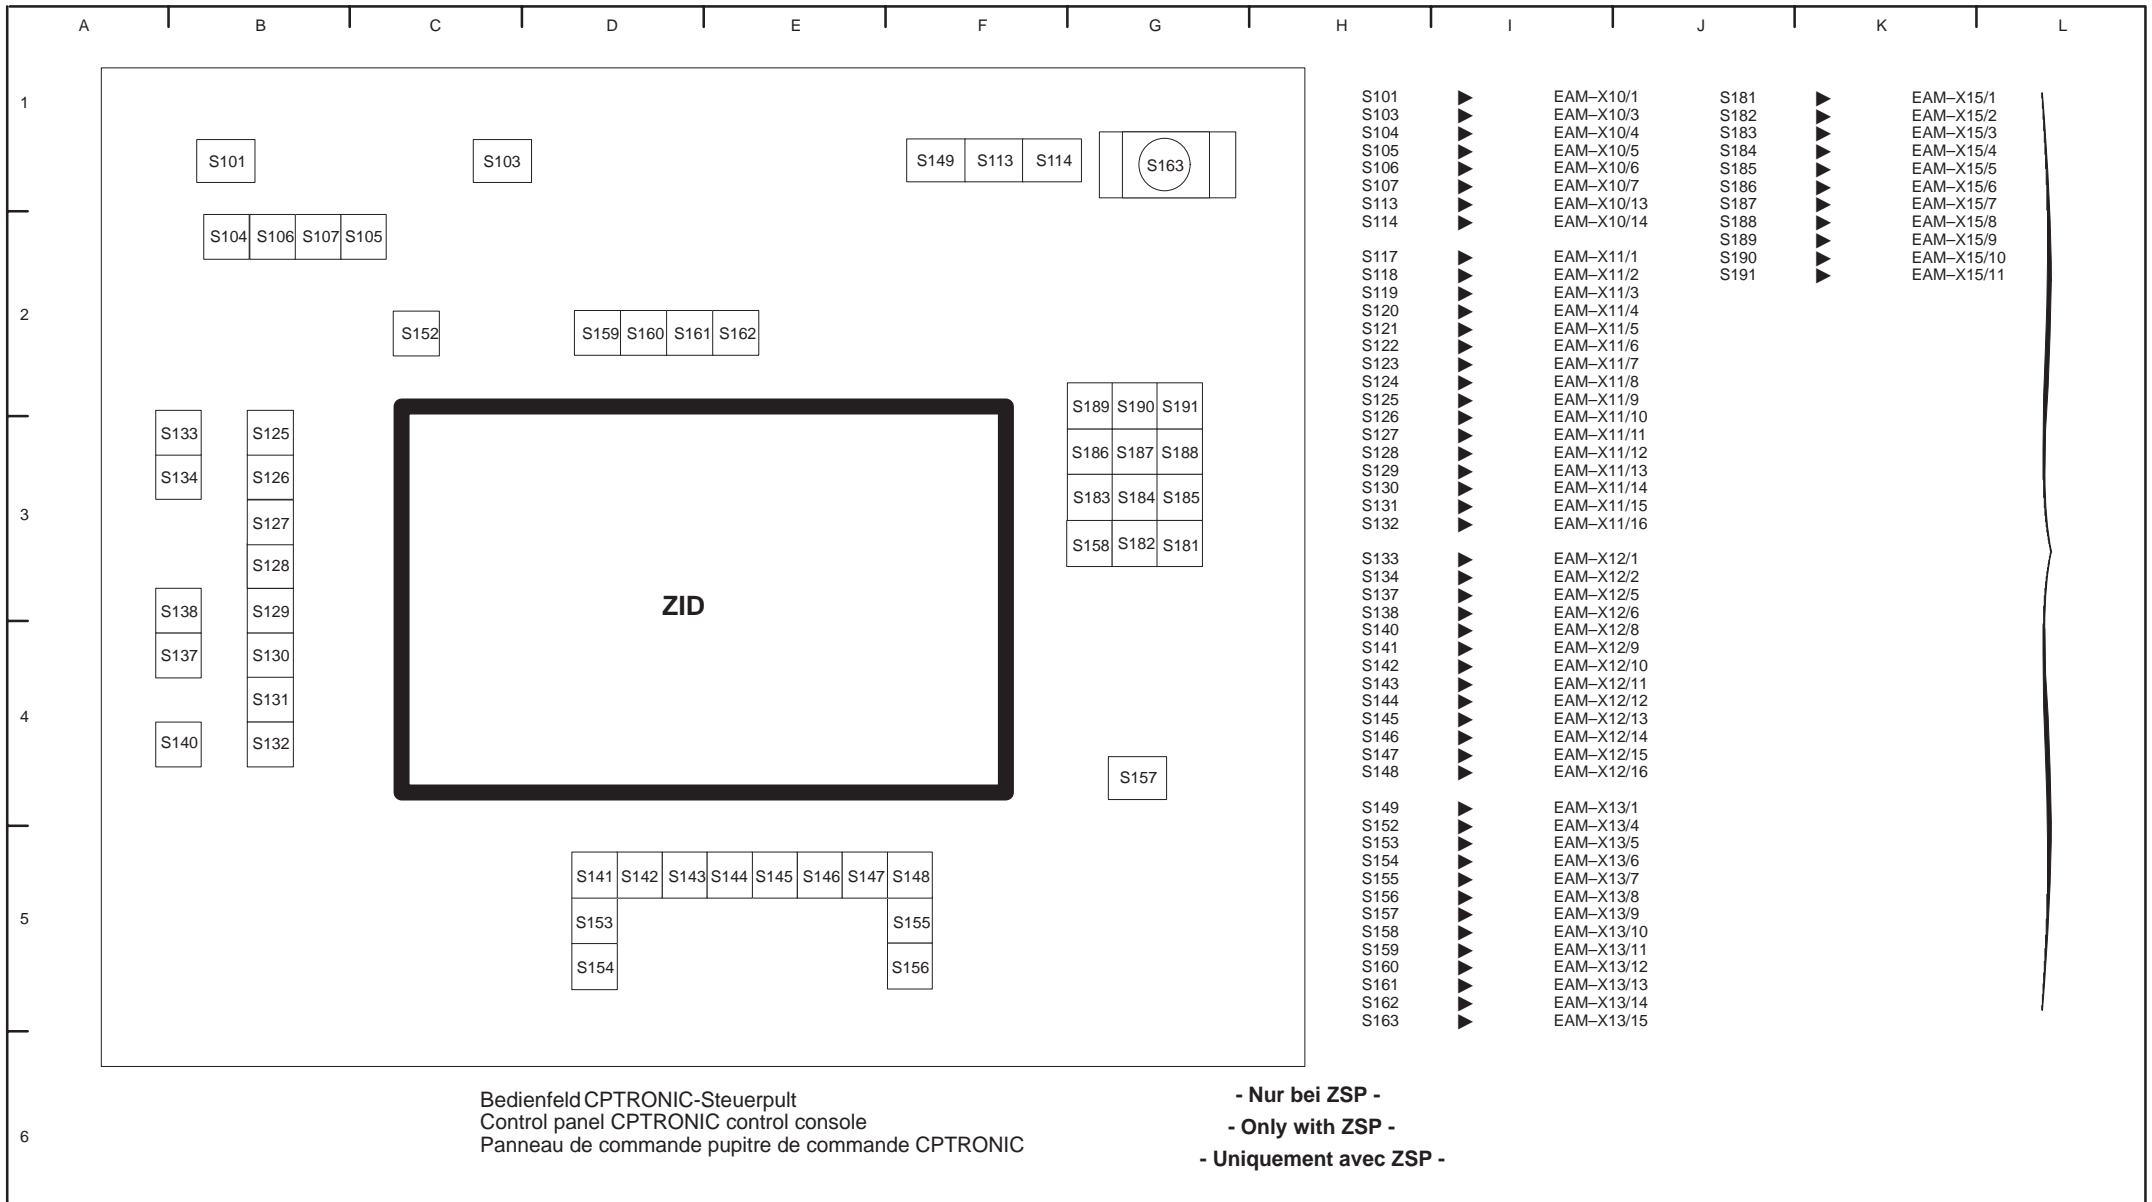 A B C D E F G H I J K L
1
2
3
4
5
6
S101 S103 S149 S113 S114 S163
S104 S106 S107 S105
S152 S159 S160 S161 S162
S189 S190 S191
S186 S187 S188
S183 S184 S185
S158 S182 S181
S133 S125
S134 S126
S127
S128
S138 S129
S137 S130
S131
S140 S132
ZID
S157
S141 S142 S143 S144 S145 S146 S147 S148
S153 S155
S154 S156
S101 ▶ EAM–X10/1
S103 ▶ EAM–X10/3
S104 ▶ EAM–X10/4
S105 ▶ EAM–X10/5
S106 ▶ EAM–X10/6
S107 ▶ EAM–X10/7
S113 ▶ EAM–X10/13
S114 ▶ EAM–X10/14
S117 ▶ EAM–X11/1
S118 ▶ EAM–X11/2
S119 ▶ EAM–X11/3
S120 ▶ EAM–X11/4
S121 ▶ EAM–X11/5
S122 ▶ EAM–X11/6
S123 ▶ EAM–X11/7
S124 ▶ EAM–X11/8
S125 ▶ EAM–X11/9
S126 ▶ EAM–X11/10
S127 ▶ EAM–X11/11
S128 ▶ EAM–X11/12
S129 ▶ EAM–X11/13
S130 ▶ EAM–X11/14
S131 ▶ EAM–X11/15
S132 ▶ EAM–X11/16
S133 ▶ EAM–X12/1
S134 ▶ EAM–X12/2
S137 ▶ EAM–X12/5
S138 ▶ EAM–X12/6
S140 ▶ EAM–X12/8
S141 ▶ EAM–X12/9
S142 ▶ EAM–X12/10
S143 ▶ EAM–X12/11
S144 ▶ EAM–X12/12
S145 ▶ EAM–X12/13
S146 ▶ EAM–X12/14
S147 ▶ EAM–X12/15
S148 ▶ EAM–X12/16
S149 ▶ EAM–X13/1
S152 ▶ EAM–X13/4
S153 ▶ EAM–X13/5
S154 ▶ EAM–X13/6
S155 ▶ EAM–X13/7
S156 ▶ EAM–X13/8
S157 ▶ EAM–X13/9
S158 ▶ EAM–X13/10
S159 ▶ EAM–X13/11
S160 ▶ EAM–X13/12
S161 ▶ EAM–X13/13
S162 ▶ EAM–X13/14
S163 ▶ EAM–X13/15
S181 ▶ EAM–X15/1
S182 ▶ EAM–X15/2
S183 ▶ EAM–X15/3
S184 ▶ EAM–X15/4
S185 ▶ EAM–X15/5
S186 ▶ EAM–X15/6
S187 ▶ EAM–X15/7
S188 ▶ EAM–X15/8
S189 ▶ EAM–X15/9
S190 ▶ EAM–X15/10
S191 ▶ EAM–X15/11
Bedienfeld CPTRONIC-Steuerpult
Control panel CPTRONIC control console
Panneau de commande pupitre de commande CPTRONIC
- Nur bei ZSP -
- Only with ZSP -
- Uniquement avec ZSP -